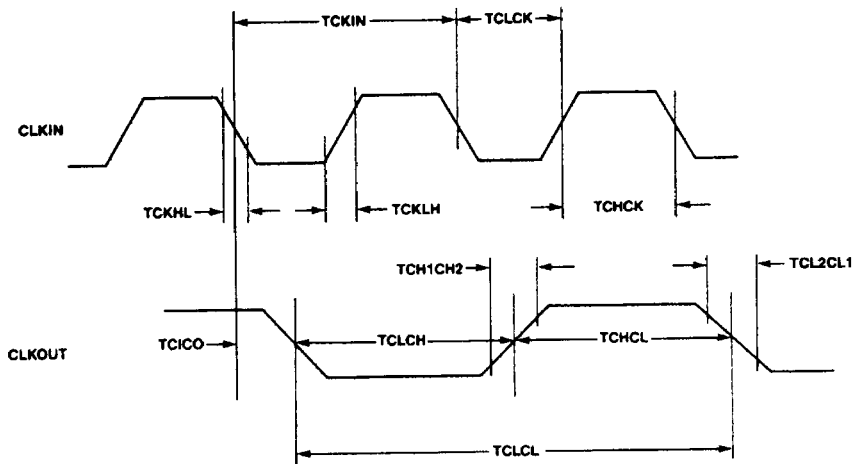 TCKIN
TCLCK
CLKIN
TCKHL
TCKLH
TCHCK
TCH1CH2
TCL2CL1
CLKOUT
TCICO
TCLCH
TCHCL
TCLCL